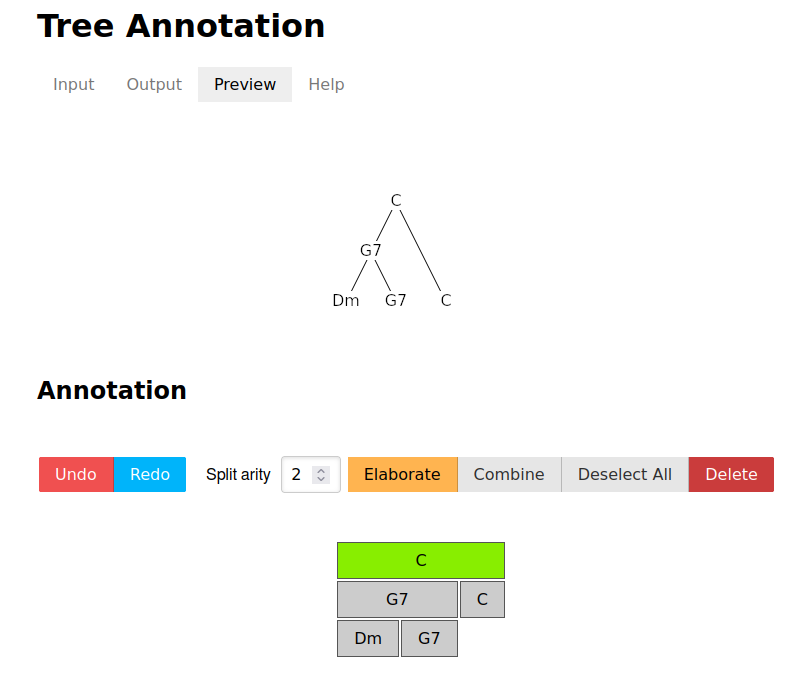 Tree Annotation
Input Output Preview Help
C
G7
Dm G7 C
Annotation
Undo Redo Split arity 2 Elaborate Combine Deselect All Delete
C
G7 C
Dm G7